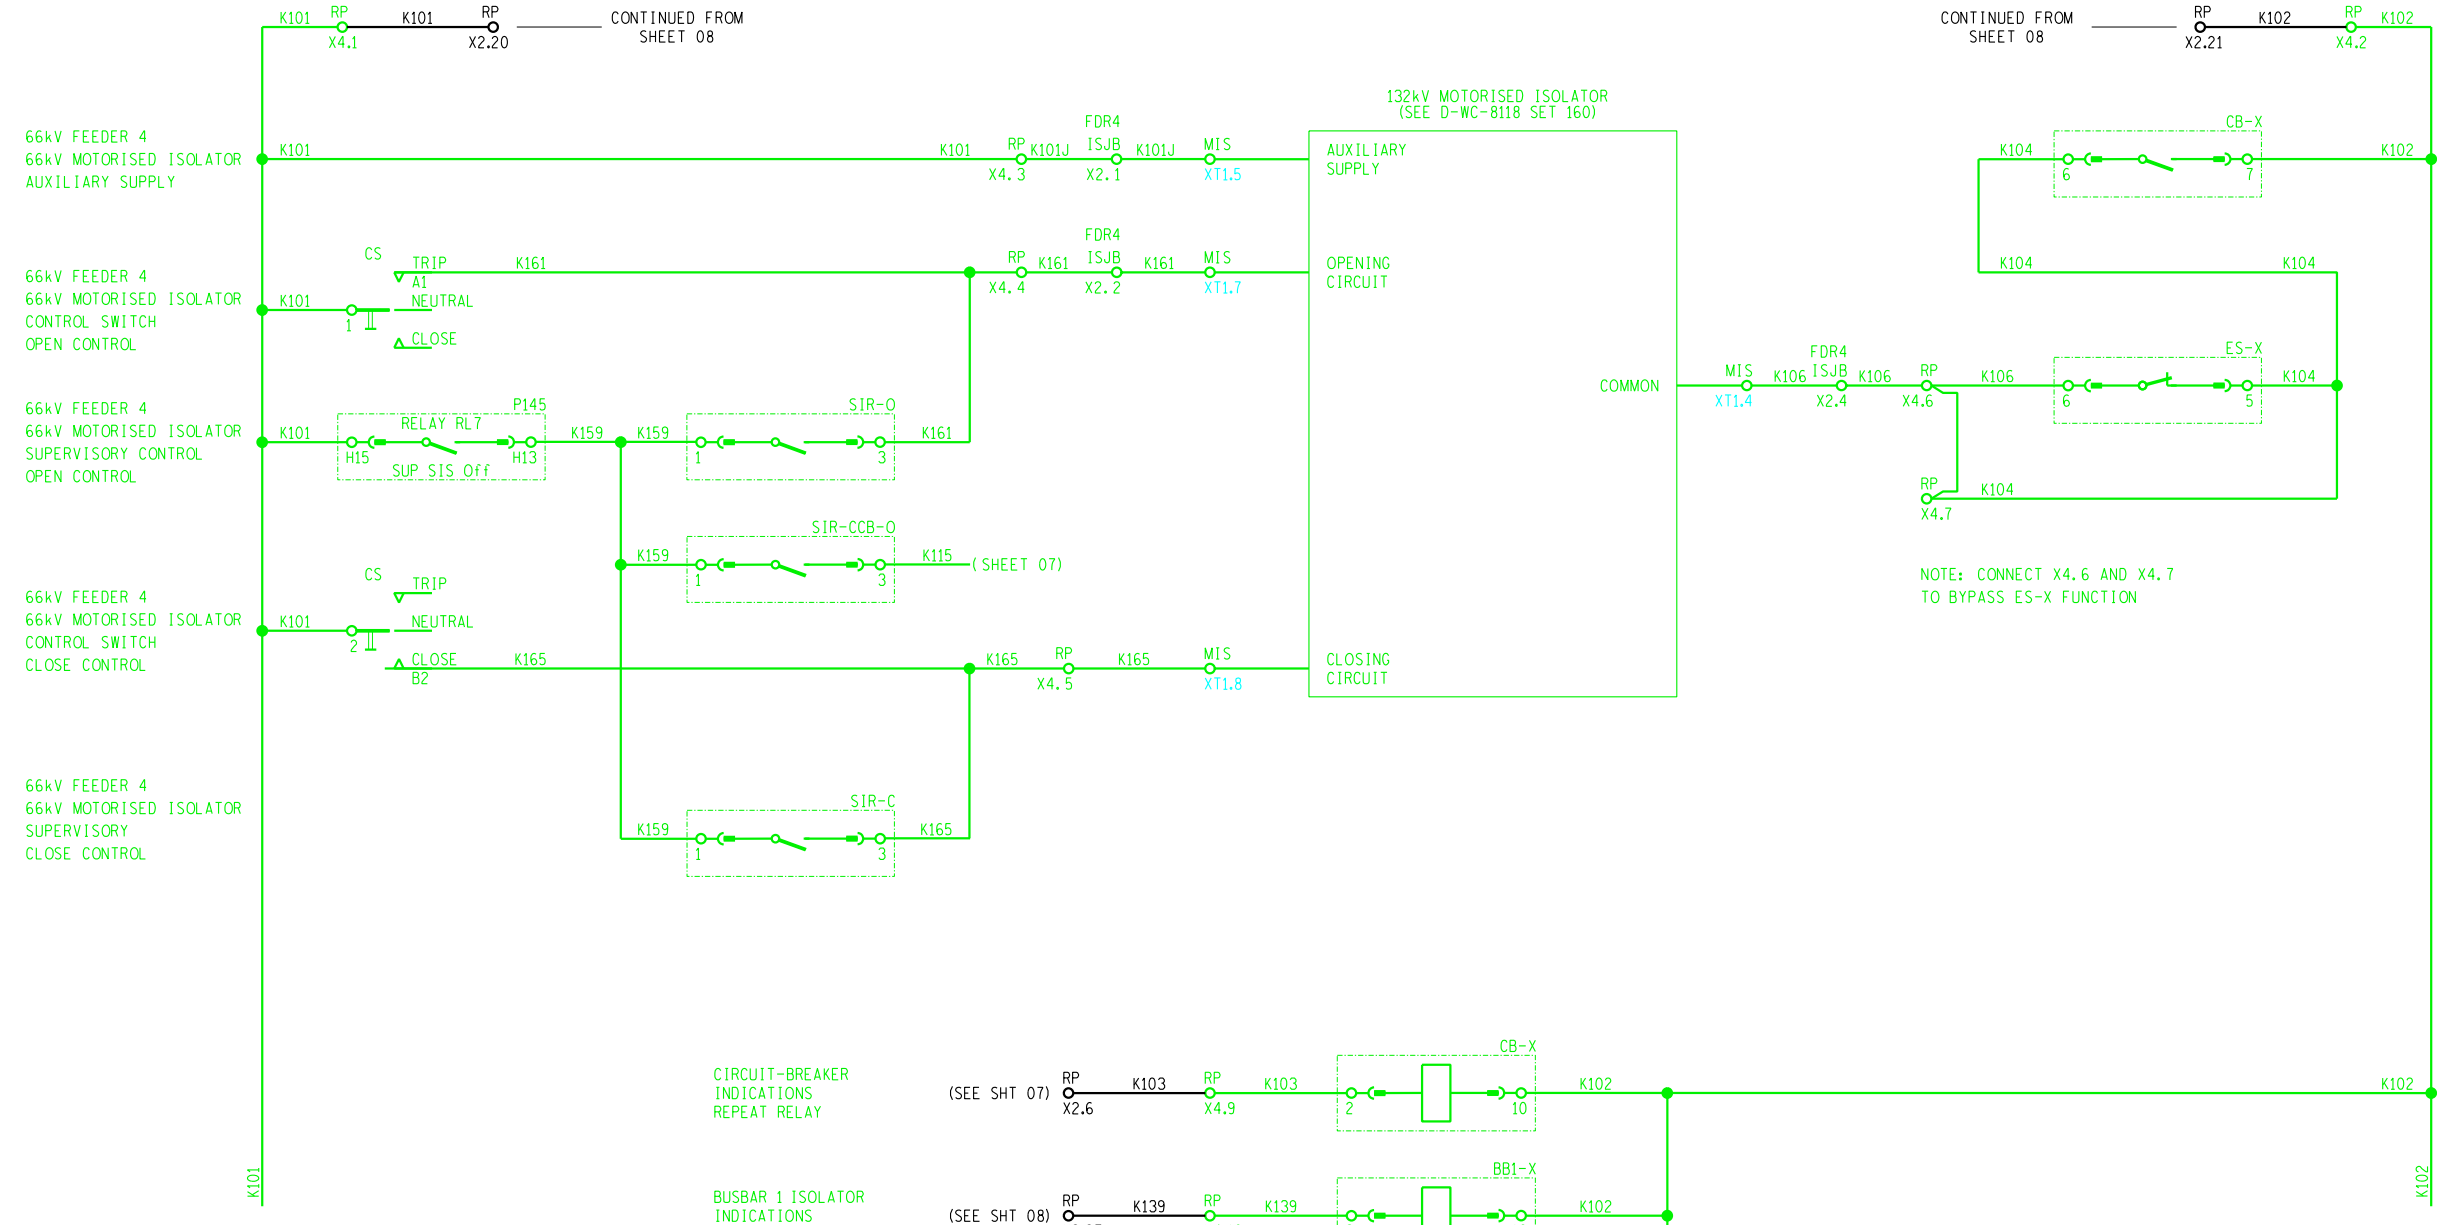 K101 RP K101 RP CONTINUED FROM
X4.1 X2.20 SHEET 08
CONTINUED FROM RP K102 RP K102
SHEET 08 X2.21 X4.2
132kV MOTORISED ISOLATOR
(SEE D-WC-8118 SET 160)
66kV FEEDER 4
66kV MOTORISED ISOLATOR
AUXILIARY SUPPLY
K101 K101 RP K101J FDR4 ISJB K101J MIS
X4.3 X2.1 XT1.5
AUXILIARY
SUPPLY
CB-X
K104 K102
6 7
66kV FEEDER 4
66kV MOTORISED ISOLATOR
CONTROL SWITCH
OPEN CONTROL
CS
TRIP K161
A1
K101 NEUTRAL
1
CLOSE
FDR4
RP K161 ISJB K161 MIS
X4.4 X2.2 XT1.7
OPENING
CIRCUIT
K104 K104
66kV FEEDER 4
66kV MOTORISED ISOLATOR
SUPERVISORY CONTROL
OPEN CONTROL
P145
RELAY RL7
K101 K159 K159
H15 H13
SUP SIS Off
SIR-O
K161
1 3
COMMON
FDR4
MIS K106 ISJB K106 RP K106
XT1.4 X2.4 X4.6
ES-X
K104
6 5
RP K104
X4.7
NOTE: CONNECT X4.6 AND X4.7
TO BYPASS ES-X FUNCTION
SIR-CCB-O
K159 K115 (SHEET 07)
1 3
66kV FEEDER 4
66kV MOTORISED ISOLATOR
CONTROL SWITCH
CLOSE CONTROL
CS
TRIP
K101 NEUTRAL
2
CLOSE K165
B2
K165 RP K165 MIS
X4.5 XT1.8
CLOSING
CIRCUIT
66kV FEEDER 4
66kV MOTORISED ISOLATOR
SUPERVISORY
CLOSE CONTROL
SIR-C
K159 K165
1 3
CIRCUIT-BREAKER
INDICATIONS
REPEAT RELAY
(SEE SHT 07) RP K103 RP K103
X2.6 X4.9
CB-X
K102 K102
2 10
BUSBAR 1 ISOLATOR
INDICATIONS
(SEE SHT 08) RP K139 RP K139
BB1-X
K102
K101
K102